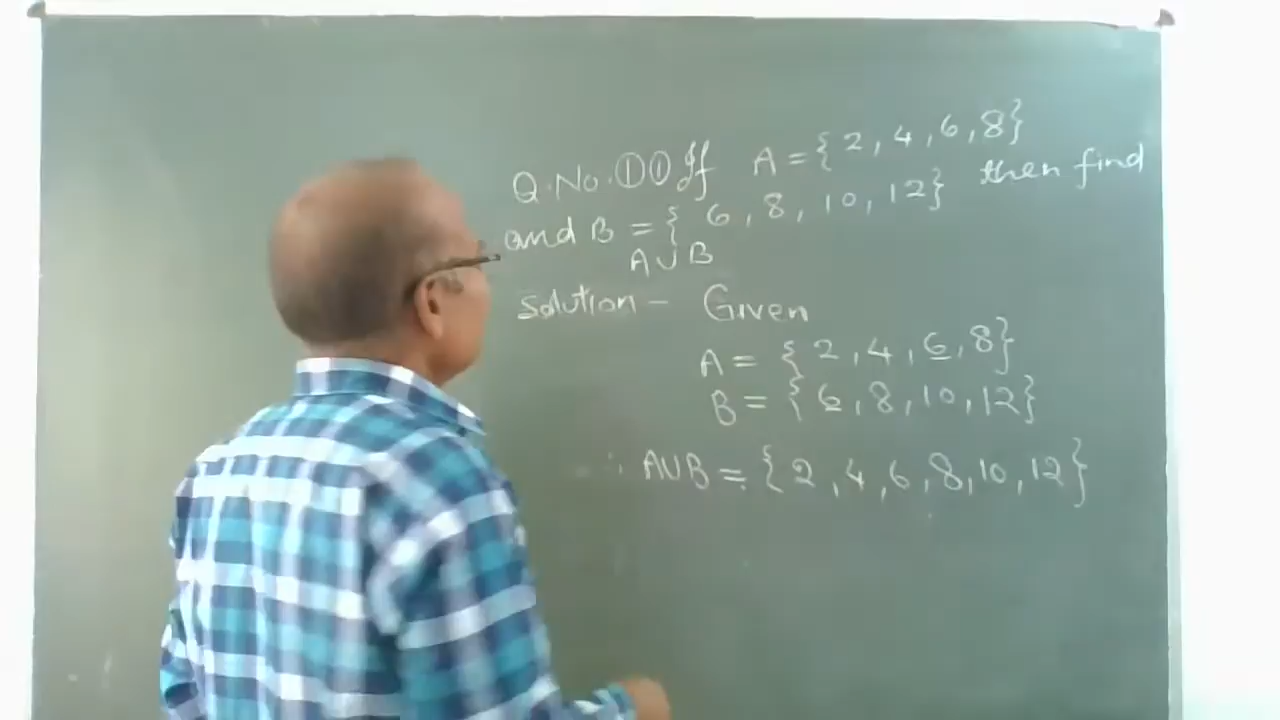 Q.No.⑪ If A = {2, 4, 6, 8}
and B = { 6, 8, 10, 12} then find
A∪B
Solution - Given
A = {2, 4, 6, 8}
B = {6, 8, 10, 12}
∴ A∪B = {2, 4, 6, 8, 10, 12}